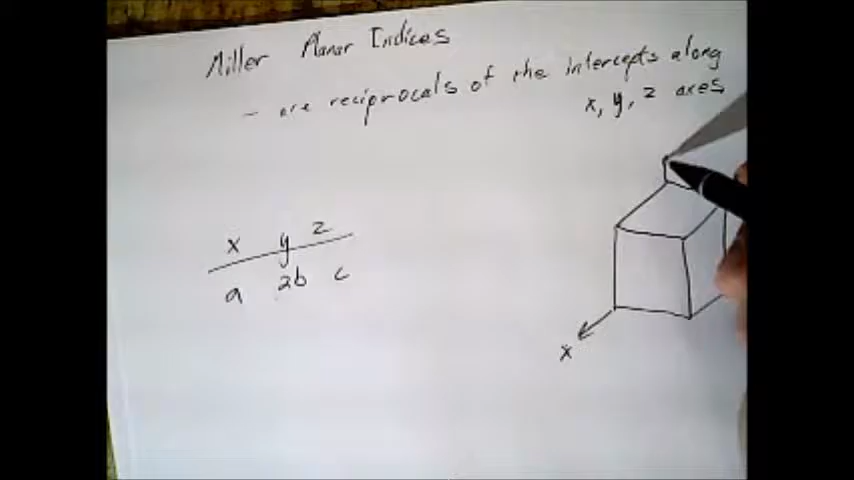 Miller Planar Indices
- are reciprocals of the intercepts along
x, y, z axes
x y z
a 2b c
x